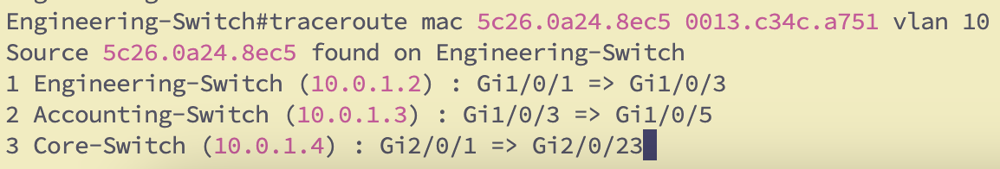 Engineering-Switch#traceroute mac 5c26.0a24.8ec5 0013.c34c.a751 vlan 10
Source 5c26.0a24.8ec5 found on Engineering-Switch
1 Engineering-Switch (10.0.1.2) : Gi1/0/1 => Gi1/0/3
2 Accounting-Switch (10.0.1.3) : Gi1/0/3 => Gi1/0/5
3 Core-Switch (10.0.1.4) : Gi2/0/1 => Gi2/0/23